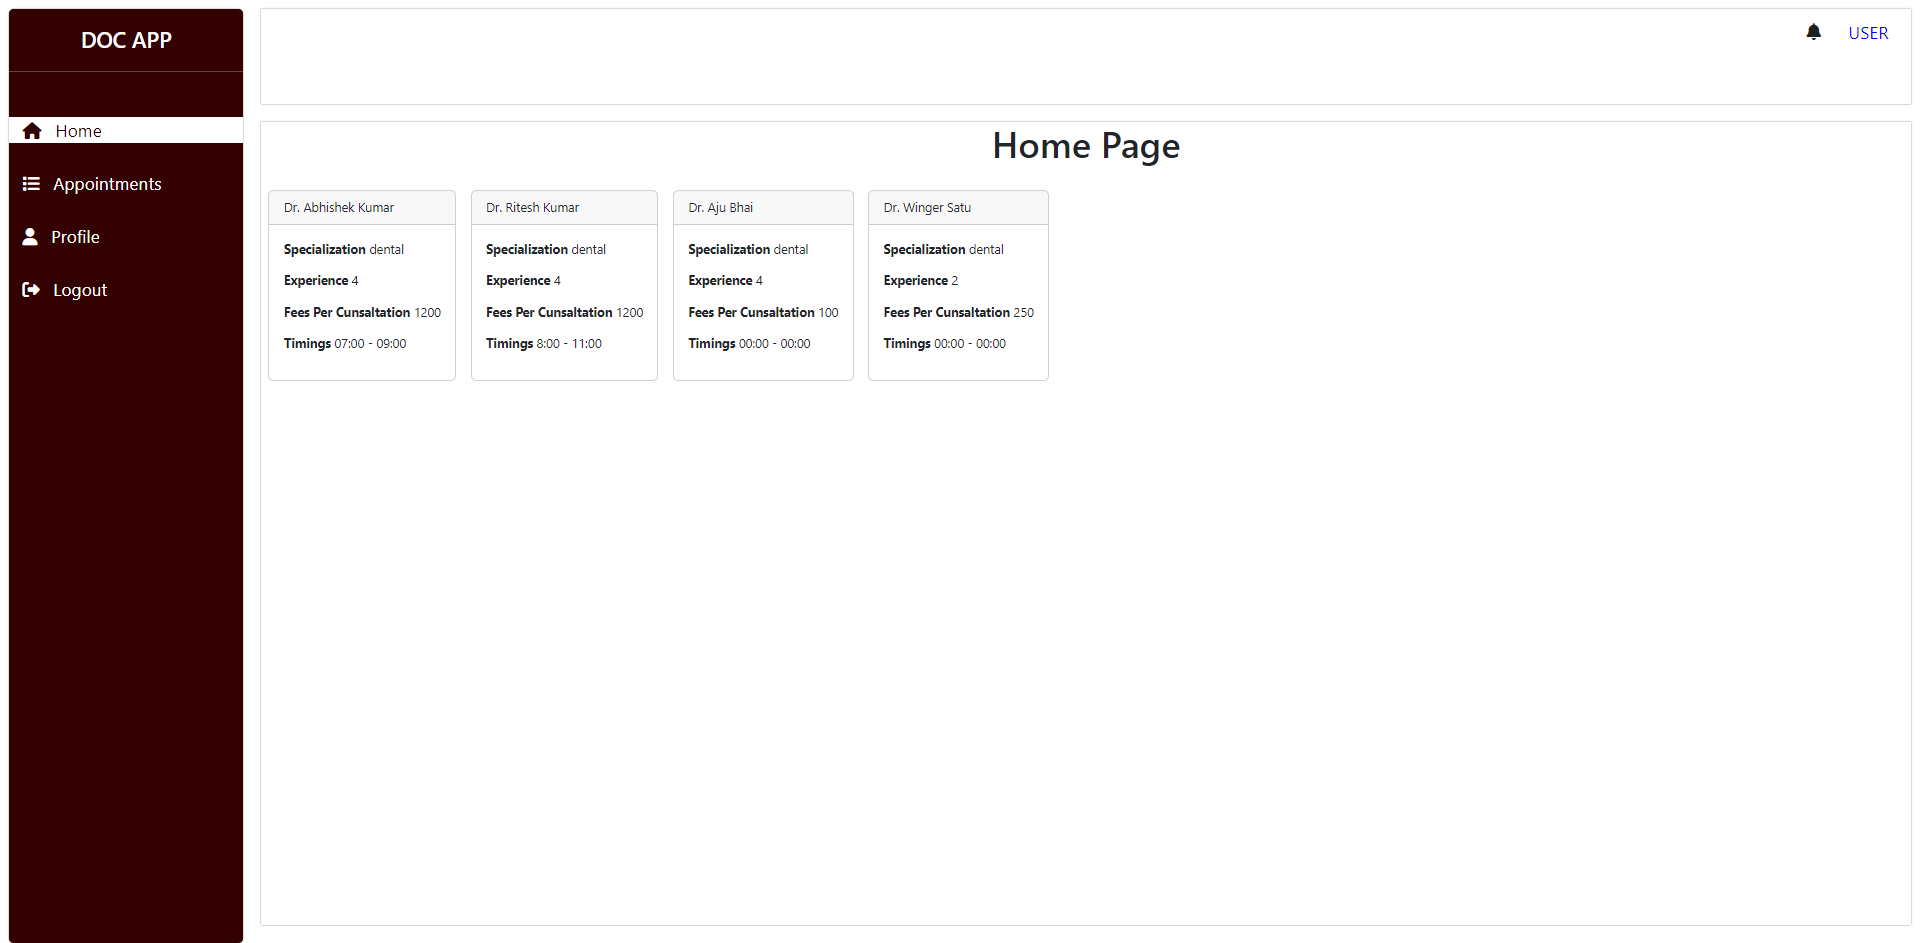 DOC APP
Home
Appointments
Profile
Logout
USER
Home Page
Dr. Abhishek Kumar
Specialization dental
Experience 4
Fees Per Cunsaltation 1200
Timings 07:00 - 09:00
Dr. Ritesh Kumar
Specialization dental
Experience 4
Fees Per Cunsaltation 1200
Timings 8:00 - 11:00
Dr. Aju Bhai
Specialization dental
Experience 4
Fees Per Cunsaltation 100
Timings 00:00 - 00:00
Dr. Winger Satu
Specialization dental
Experience 2
Fees Per Cunsaltation 250
Timings 00:00 - 00:00